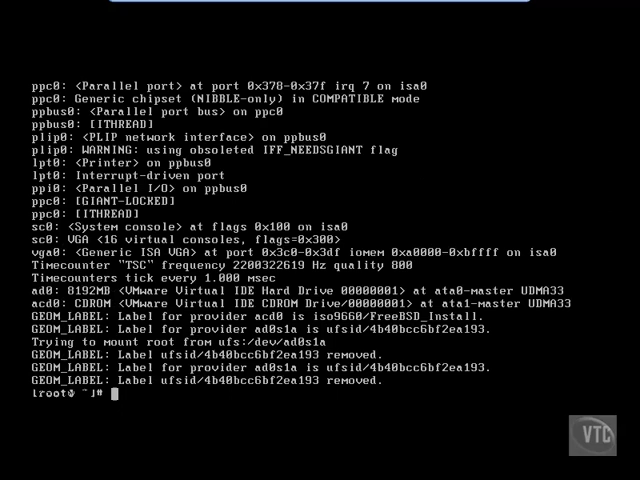 ppc0: <Parallel port> at port 0x378-0x37f irq 7 on isa0
ppc0: Generic chipset (NIBBLE-only) in COMPATIBLE mode
ppbus0: <Parallel port bus> on ppc0
ppbus0: [ITHREAD]
plip0: <PLIP network interface> on ppbus0
plip0: WARNING: using obsoleted IFF_NEEDSGIANT flag
lpt0: <Printer> on ppbus0
lpt0: Interrupt-driven port
ppi0: <Parallel I/O> on ppbus0
ppc0: [GIANT-LOCKED]
ppc0: [ITHREAD]
sc0: <System console> at flags 0x100 on isa0
sc0: VGA <16 virtual consoles, flags=0x300>
vga0: <Generic ISA VGA> at port 0x3c0-0x3df iomem 0xa0000-0xbffff on isa0
Timecounter "TSC" frequency 2200322619 Hz quality 800
Timecounters tick every 1.000 msec
ad0: 8192MB <VMware Virtual IDE Hard Drive 00000001> at ata0-master UDMA33
acd0: CDROM <VMware Virtual IDE CDROM Drive/00000001> at ata1-master UDMA33
GEOM_LABEL: Label for provider acd0 is iso9660/FreeBSD_Install.
GEOM_LABEL: Label for provider ad0s1a is ufsid/4b40bcc6bf2ea193.
Trying to mount root from ufs:/dev/ad0s1a
GEOM_LABEL: Label ufsid/4b40bcc6bf2ea193 removed.
GEOM_LABEL: Label for provider ad0s1a is ufsid/4b40bcc6bf2ea193.
GEOM_LABEL: Label ufsid/4b40bcc6bf2ea193 removed.
[root@ ~]#
VTC